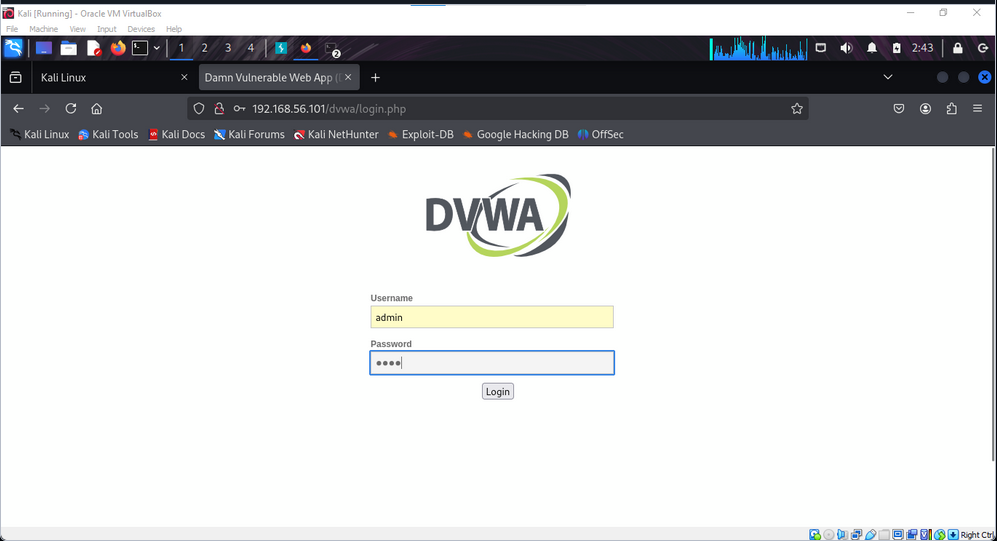 Kali [Running] - Oracle VM VirtualBox
File Machine View Input Devices Help
1 2 3 4 2 2:43
Kali Linux Damn Vulnerable Web App (
192.168.56.101/dvwa/login.php
Kali Linux Kali Tools Kali Docs Kali Forums Kali NetHunter Exploit-DB Google Hacking DB OffSec
DVWA
Username
admin
Password
••••
Login
Right Ctrl